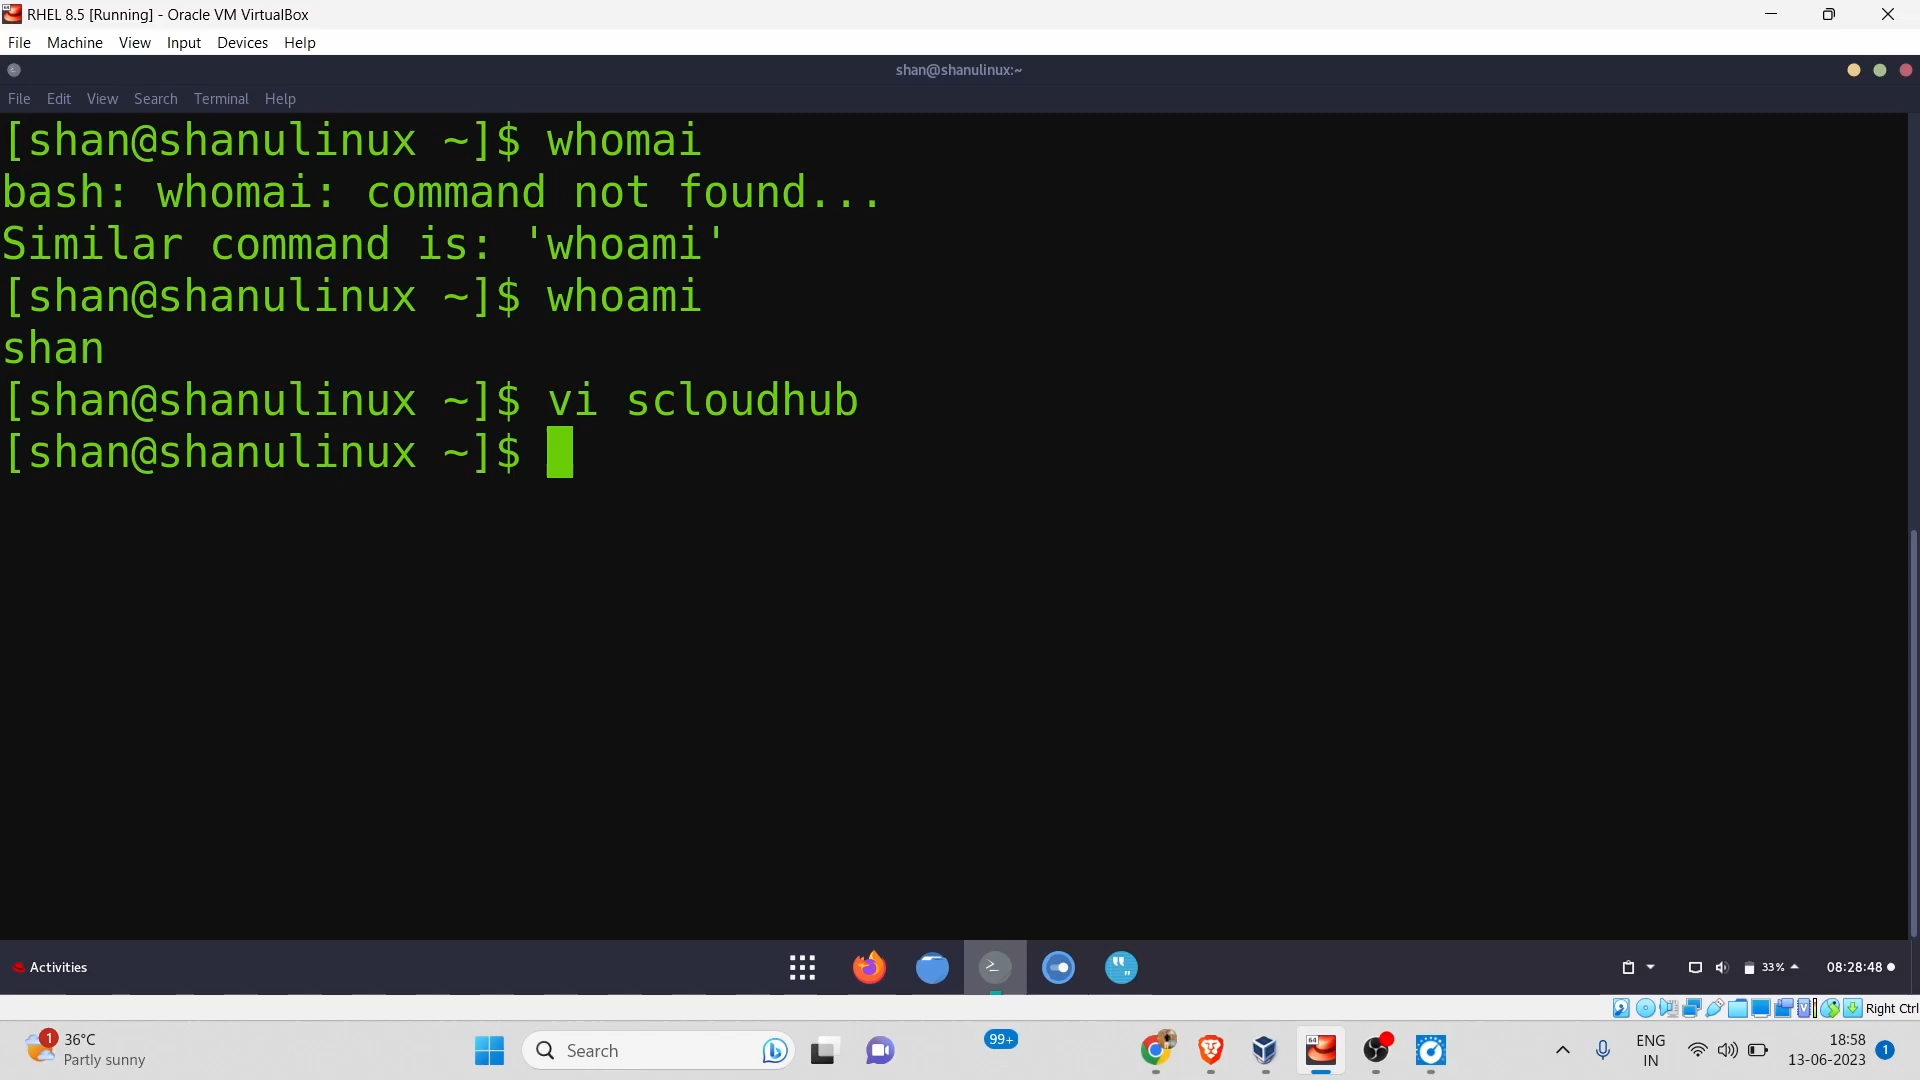 RHEL 8.5 [Running] - Oracle VM VirtualBox
File Machine View Input Devices Help
shan@shanulinux:~
File Edit View Search Terminal Help
[shan@shanulinux ~]$ whomai
bash: whomai: command not found...
Similar command is: 'whoami'
[shan@shanulinux ~]$ whoami
shan
[shan@shanulinux ~]$ vi scloudhub
[shan@shanulinux ~]$
Activities
33%
08:28:48
Right Ctrl
1
36°C
Partly sunny
Search
99+
64
ENG
IN
18:58
13-06-2023
1